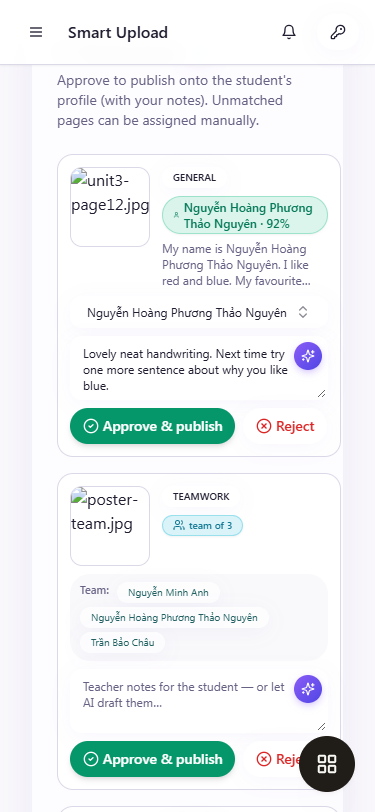 Smart Upload
Approve to publish onto the student's
profile (with your notes). Unmatched
pages can be assigned manually.
unit3-
page12.jpg
GENERAL
Nguyễn Hoàng Phương
Thảo Nguyên · 92%
My name is Nguyễn Hoàng
Phương Thảo Nguyên. I like
red and blue. My favourite...
Nguyễn Hoàng Phương Thảo Nguyên
Lovely neat handwriting. Next time try
one more sentence about why you like
blue.
Approve & publish
Reject
poster-
team.jpg
TEAMWORK
team of 3
Team:
Nguyễn Minh Anh
Nguyễn Hoàng Phương Thảo Nguyên
Trần Bảo Châu
Teacher notes for the student — or let
AI draft them...
Approve & publish